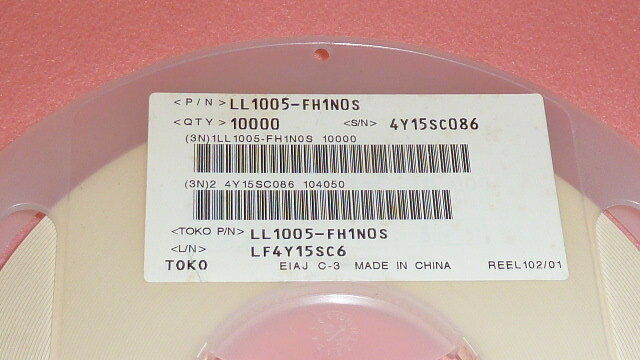 <P/N>LL1005-FH1N0S
<QTY>10000 <S/N> 4Y15SC086
(3N)1LL1005-FH1N0S 10000
(3N)2 4Y15SC086 104050
<TOKO P/N> LL1005-FH1N0S
<L/N> LF4Y15SC6
TOKO EIAJ C-3 MADE IN CHINA REEL102/01